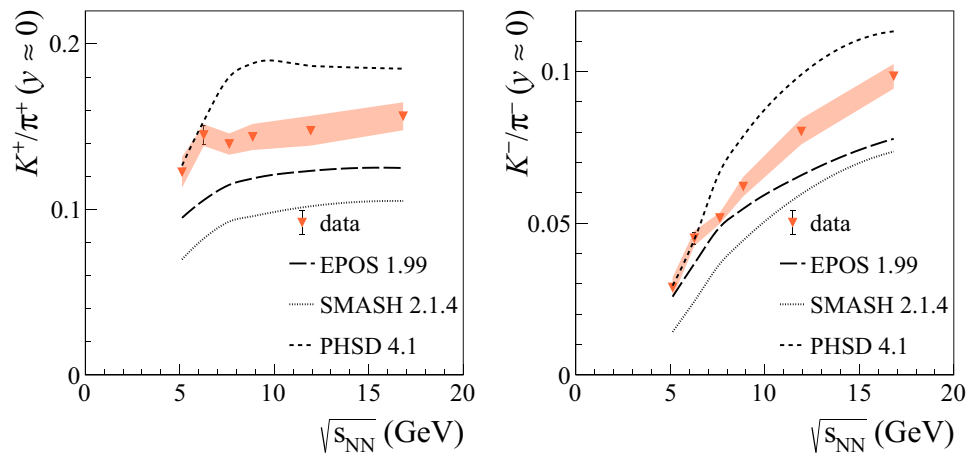 K⁺/π⁺ (y ≈ 0)
0.2
0.1
0
data
EPOS 1.99
SMASH 2.1.4
PHSD 4.1
0 5 10 15 20
√s_NN (GeV)
K⁻/π⁻ (y ≈ 0)
0.1
0.05
0
data
EPOS 1.99
SMASH 2.1.4
PHSD 4.1
0 5 10 15 20
√s_NN (GeV)